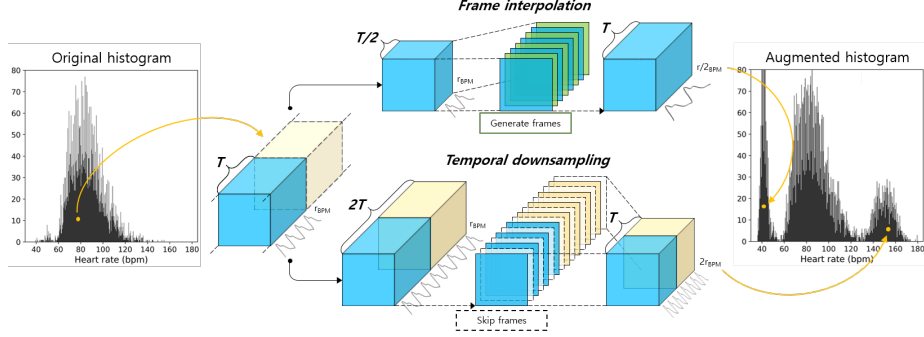 Frame interpolation
Original histogram
80
70
60
50
40
30
20
10
0
40 60 80 100 120 140 160 180
Heart rate (bpm)
T
rBPM
T/2
rBPM
Generate frames
T
r/2BPM
Temporal downsampling
2T
rBPM
Skip frames
T
2rBPM
Augmented histogram
80
70
60
50
40
30
20
10
0
40 60 80 100 120 140 160 180
Heart rate (bpm)